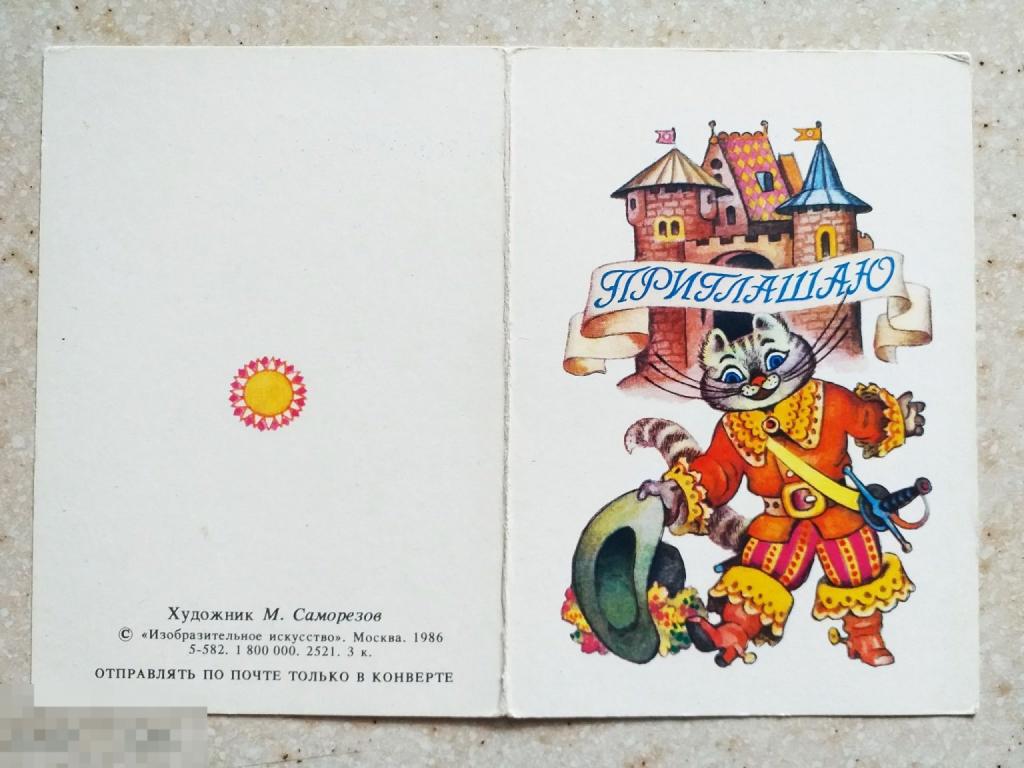 ПРИГЛАШАЮ
Художник М. Саморезов
© «Изобразительное искусство». Москва. 1986
5-582. 1 800 000. 2521. 3 к.
ОТПРАВЛЯТЬ ПО ПОЧТЕ ТОЛЬКО В КОНВЕРТЕ